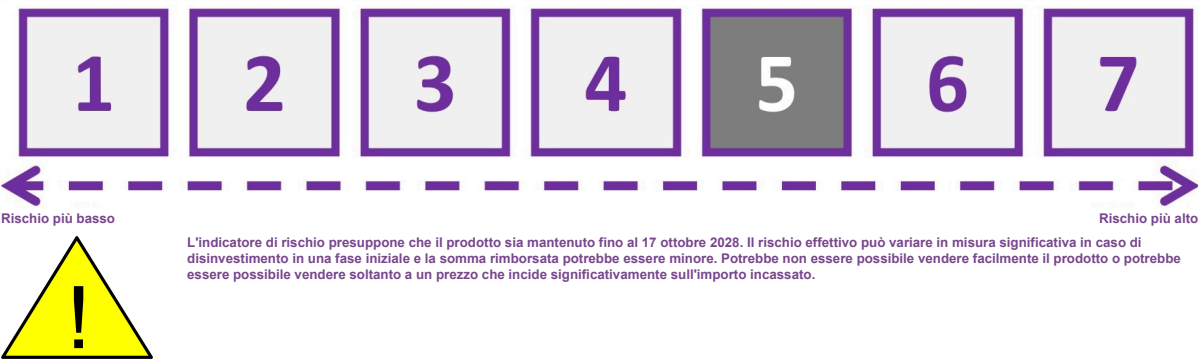 1 2 3 4 5 6 7
Rischio più basso Rischio più alto
L'indicatore di rischio presuppone che il prodotto sia mantenuto fino al 17 ottobre 2028. Il rischio effettivo può variare in misura significativa in caso di
disinvestimento in una fase iniziale e la somma rimborsata potrebbe essere minore. Potrebbe non essere possibile vendere facilmente il prodotto o potrebbe
essere possibile vendere soltanto a un prezzo che incide significativamente sull'importo incassato.
!